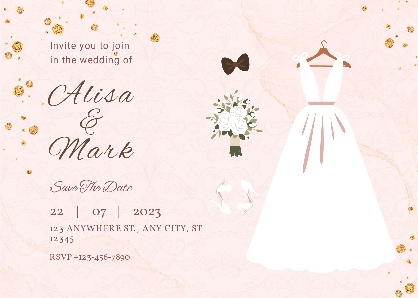 Invite you to join
in the wedding of
Alisa
&
Mark
Save The Date
22 | 07 | 2023
123 ANYWHERE ST., ANY CITY, ST
12345
RSVP +123-456-7890